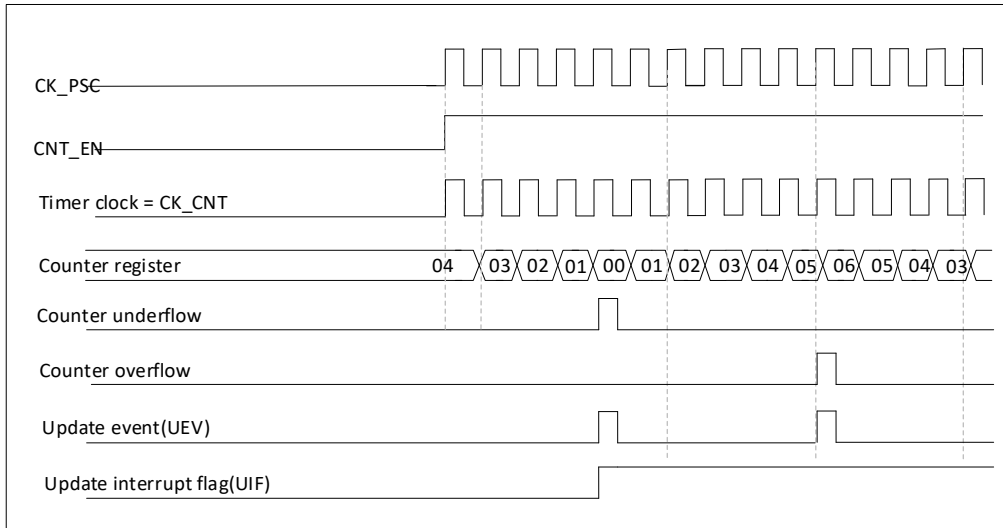 CK_PSC
CNT_EN
Timer clock = CK_CNT
Counter register 04 03 02 01 00 01 02 03 04 05 06 05 04 03
Counter underflow
Counter overflow
Update event(UEV)
Update interrupt flag(UIF)